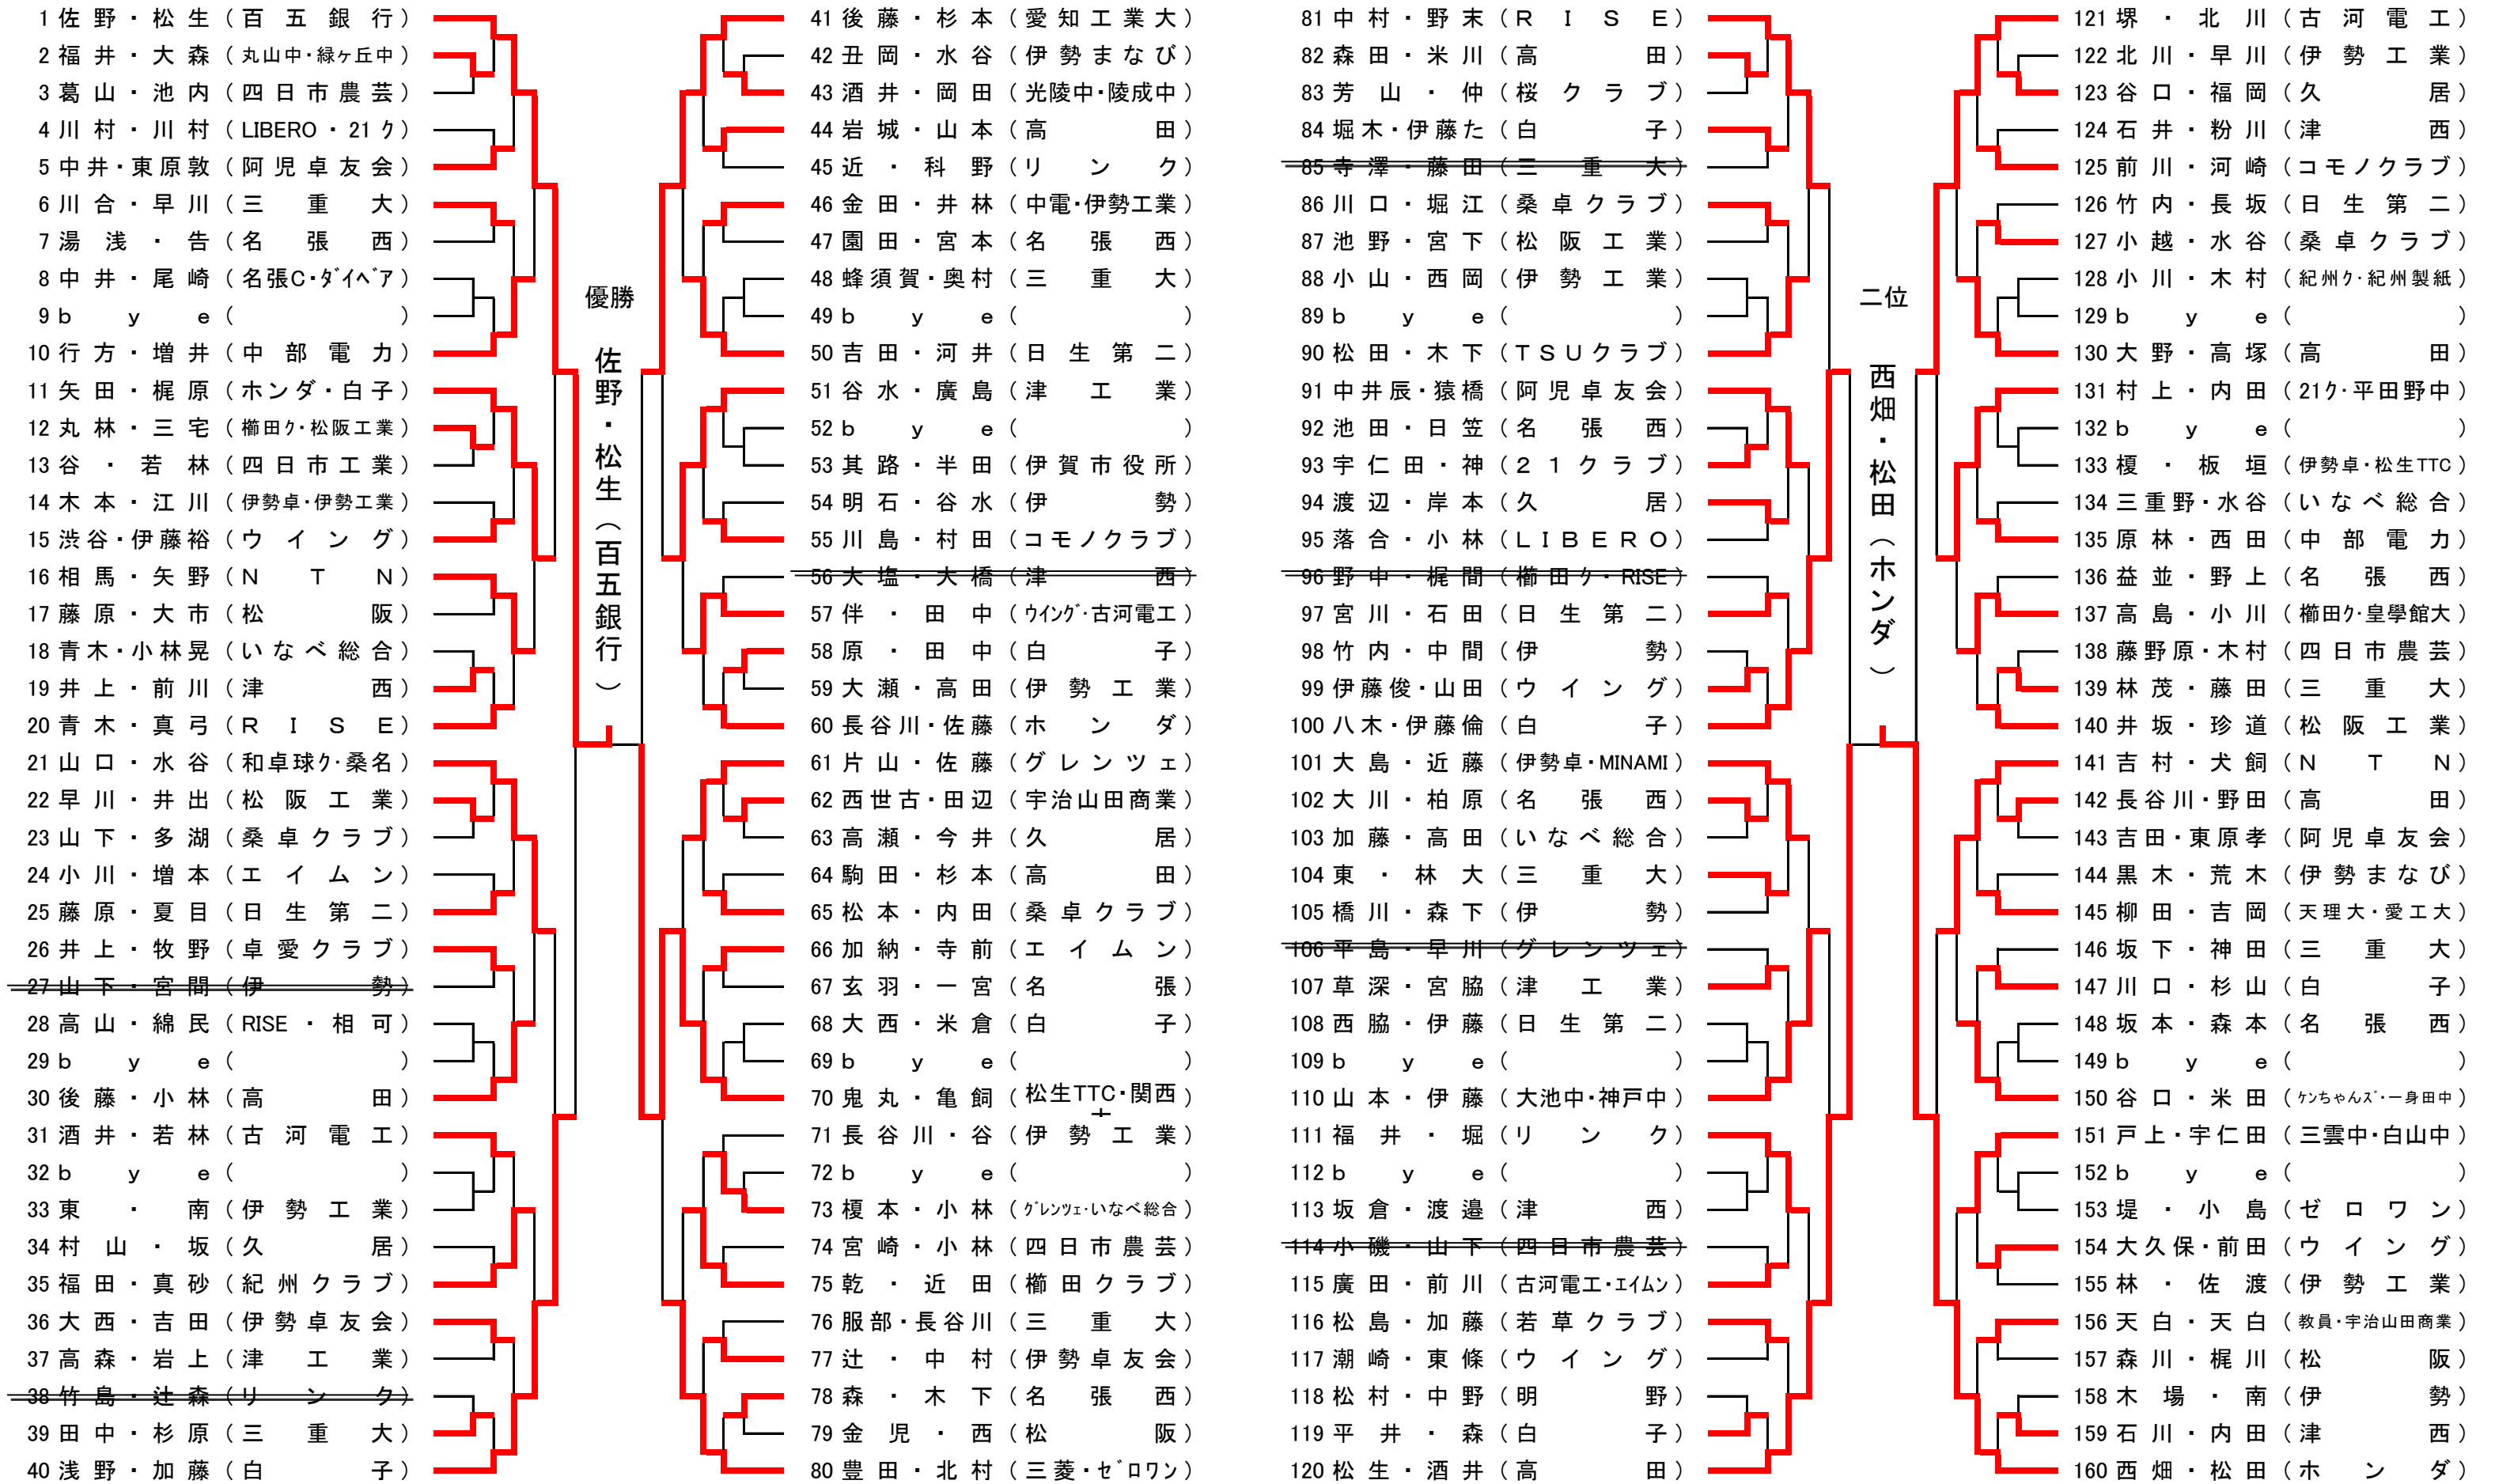 1 佐野・松生 (百五銀行)
2 福井・大森 (丸山中・緑ヶ丘中)
3 葛山・池内 (四日市農芸)
4 川村・川村 (LIBERO・21ク)
5 中井・東原敦 (阿児卓友会)
6 川合・早川 (三重大)
7 湯浅・告 (名張西)
8 中井・尾崎 (名張C・ダイヘア)
9 bye ( )
10 行方・増井 (中部電力)
11 矢田・梶原 (ホンダ・白子)
12 丸林・三宅 (櫛田ク・松阪工業)
13 谷・若林 (四日市工業)
14 木本・江川 (伊勢卓・伊勢工業)
15 渋谷・伊藤裕 (ウイング)
16 相馬・矢野 (NTN)
17 藤原・大市 (松阪)
18 青木・小林晃 (いなべ総合)
19 井上・前川 (津西)
20 青木・真弓 (RISE)
21 山口・水谷 (和卓球ク・桑名)
22 早川・井出 (松阪工業)
23 山下・多湖 (桑卓クラブ)
24 小川・増本 (エイムン)
25 藤原・夏目 (日生第二)
26 井上・牧野 (卓愛クラブ)
27 山下・宮間 (伊勢)
28 高山・綿民 (RISE・相可)
29 bye ( )
30 後藤・小林 (高田)
31 酒井・若林 (古河電工)
32 bye ( )
33 東・南 (伊勢工業)
34 村山・坂 (久居)
35 福田・真砂 (紀州クラブ)
36 大西・吉田 (伊勢卓友会)
37 高森・岩上 (津工業)
38 竹島・辻森 (リンク)
39 田中・杉原 (三重大)
40 浅野・加藤 (白子)
優勝
佐野・松生(百五銀行)
41 後藤・杉本 (愛知工業大)
42 丑岡・水谷 (伊勢まなび)
43 酒井・岡田 (光陵中・陵成中)
44 岩城・山本 (高田)
45 近・科野 (リンク)
46 金田・井林 (中電・伊勢工業)
47 園田・宮本 (名張西)
48 蜂須賀・奥村 (三重大)
49 bye ( )
50 吉田・河井 (日生第二)
51 谷水・廣島 (津工業)
52 bye ( )
53 其路・半田 (伊賀市役所)
54 明石・谷水 (伊勢)
55 川島・村田 (コモノクラブ)
56 大塩・大橋 (津西)
57 伴・田中 (ウイング・古河電工)
58 原・田中 (白子)
59 大瀬・高田 (伊勢工業)
60 長谷川・佐藤 (ホンダ)
61 片山・佐藤 (グレンツェ)
62 西世古・田辺 (宇治山田商業)
63 高瀬・今井 (久居)
64 駒田・杉本 (高田)
65 松本・内田 (桑卓クラブ)
66 加納・寺前 (エイムン)
67 玄羽・一宮 (名張)
68 大西・米倉 (白子)
69 bye ( )
70 鬼丸・亀飼 (松生TTC・関西)
71 長谷川・谷 (伊勢工業)
72 bye ( )
73 榎本・小林 (グレンツェ・いなべ総合)
74 宮崎・小林 (四日市農芸)
75 乾・近田 (櫛田クラブ)
76 服部・長谷川 (三重大)
77 辻・中村 (伊勢卓友会)
78 森・木下 (名張西)
79 金児・西 (松阪)
80 豊田・北村 (三菱・ゼロワン)
81 中村・野末 (RISE)
82 森田・米川 (高田)
83 芳山・仲 (桜クラブ)
84 堀木・伊藤た (白子)
85 寺澤・藤田 (三重大)
86 川口・堀江 (桑卓クラブ)
87 池野・宮下 (松阪工業)
88 小山・西岡 (伊勢工業)
89 bye ( )
90 松田・木下 (TSUクラブ)
91 中井辰・猿橋 (阿児卓友会)
92 池田・日笠 (名張西)
93 宇仁田・神 (21クラブ)
94 渡辺・岸本 (久居)
95 落合・小林 (LIBERO)
96 野中・梶間 (櫛田ク・RISE)
97 宮川・石田 (日生第二)
98 竹内・中間 (伊勢)
99 伊藤俊・山田 (ウイング)
100 八木・伊藤倫 (白子)
101 大島・近藤 (伊勢卓・MINAMI)
102 大川・柏原 (名張西)
103 加藤・高田 (いなべ総合)
104 東・林大 (三重大)
105 橋川・森下 (伊勢)
106 平島・早川 (グレンツェ)
107 草深・宮脇 (津工業)
108 西脇・伊藤 (日生第二)
109 bye ( )
110 山本・伊藤 (大池中・神戸中)
111 福井・堀 (リンク)
112 bye ( )
113 坂倉・渡邉 (津西)
114 小磯・山下 (四日市農芸)
115 廣田・前川 (古河電工・エイムン)
116 松島・加藤 (若草クラブ)
117 潮崎・東條 (ウイング)
118 松村・中野 (明野)
119 平井・森 (白子)
120 松生・酒井 (高田)
二位
西畑・松田(ホンダ)
121 堺・北川 (古河電工)
122 北川・早川 (伊勢工業)
123 谷口・福岡 (久居)
124 石井・粉川 (津西)
125 前川・河崎 (コモノクラブ)
126 竹内・長坂 (日生第二)
127 小越・水谷 (桑卓クラブ)
128 小川・木村 (紀州ク・紀州製紙)
129 bye ( )
130 大野・高塚 (高田)
131 村上・内田 (21ク・平田野中)
132 bye ( )
133 榎・板垣 (伊勢卓・松生TTC)
134 三重野・水谷 (いなべ総合)
135 原林・西田 (中部電力)
136 益並・野上 (名張西)
137 高島・小川 (櫛田ク・皇學館大)
138 藤野原・木村 (四日市農芸)
139 林茂・藤田 (三重大)
140 井坂・珍道 (松阪工業)
141 吉村・犬飼 (NTN)
142 長谷川・野田 (高田)
143 吉田・東原孝 (阿児卓友会)
144 黒木・荒木 (伊勢まなび)
145 柳田・吉岡 (天理大・愛工大)
146 坂下・神田 (三重大)
147 川口・杉山 (白子)
148 坂本・森本 (名張西)
149 bye ( )
150 谷口・米田 (ケンちゃんズ・一身田中)
151 戸上・宇仁田 (三雲中・白山中)
152 bye ( )
153 堤・小島 (ゼロワン)
154 大久保・前田 (ウイング)
155 林・佐渡 (伊勢工業)
156 天白・天白 (教員・宇治山田商業)
157 森川・梶川 (松阪)
158 木場・南 (伊勢)
159 石川・内田 (津西)
160 西畑・松田 (ホンダ)